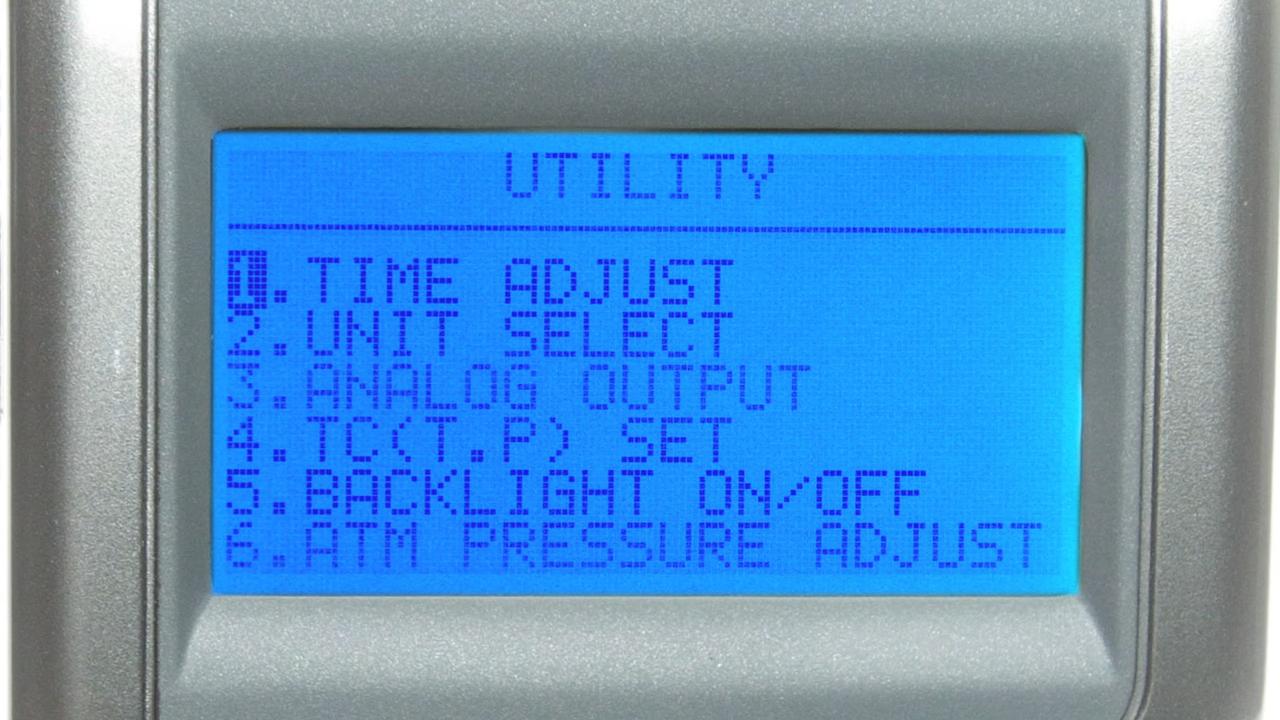 UTILITY
1.TIME ADJUST
2.UNIT SELECT
3.ANALOG OUTPUT
4.TC(T.P) SET
5.BACKLIGHT ON/OFF
6.ATM PRESSURE ADJUST